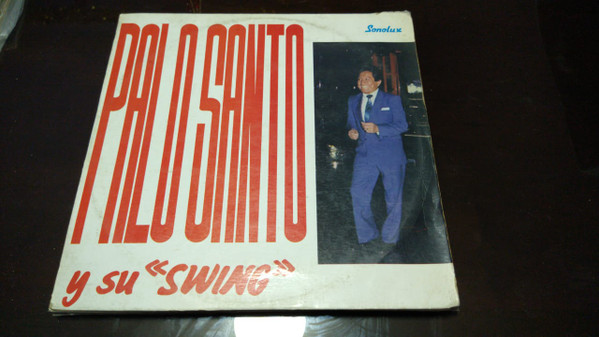 PALO SANTO
Sonolux
y su «SWING»